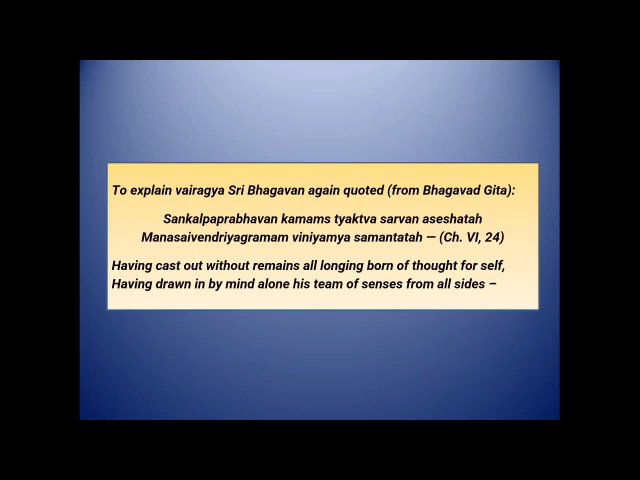 To explain vairagya Sri Bhagavan again quoted (from Bhagavad Gita):
Sankalpaprabhavan kamams tyaktva sarvan aseshatah
Manasaivendriyagramam viniyamya samantatah — (Ch. VI, 24)
Having cast out without remains all longing born of thought for self,
Having drawn in by mind alone his team of senses from all sides –